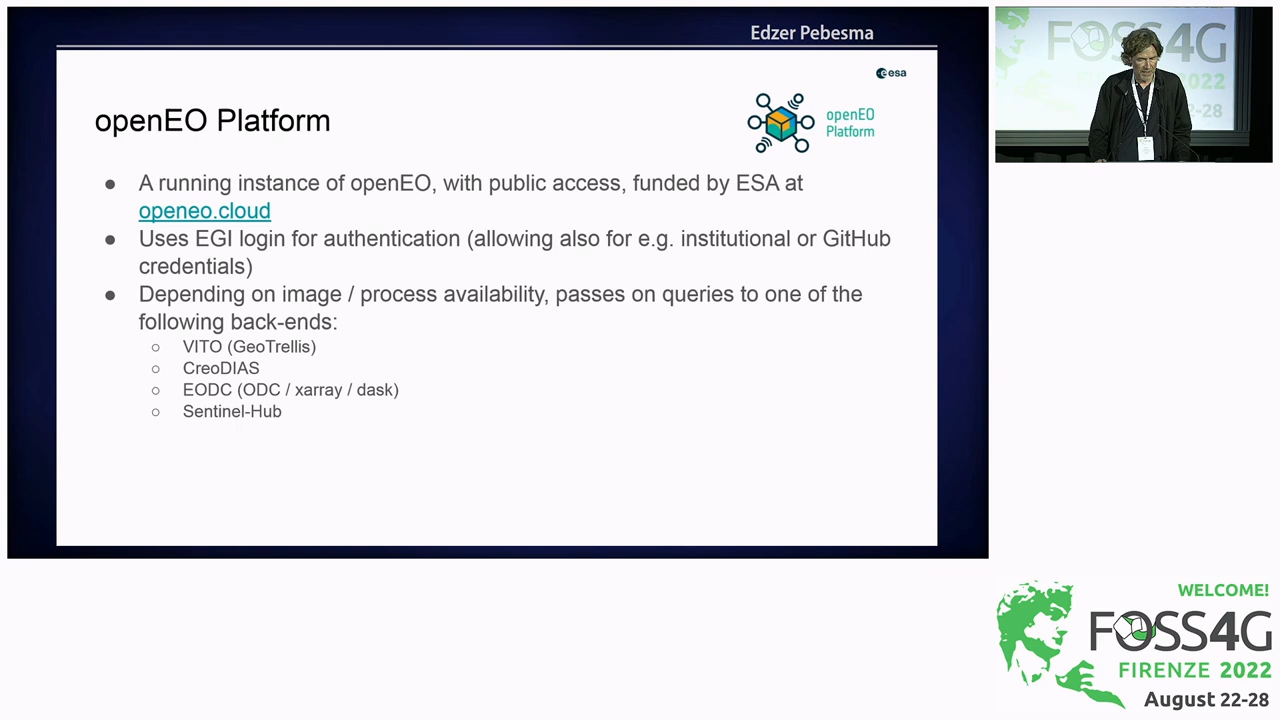 Edzer Pebesma
esa
openEO Platform
openEO
Platform
● A running instance of openEO, with public access, funded by ESA at
openeo.cloud
● Uses EGI login for authentication (allowing also for e.g. institutional or GitHub
credentials)
● Depending on image / process availability, passes on queries to one of the
following back-ends:
○ VITO (GeoTrellis)
○ CreoDIAS
○ EODC (ODC / xarray / dask)
○ Sentinel-Hub
FOSS4G
2022
WELCOME!
FOSS4G
FIRENZE 2022
August 22-28